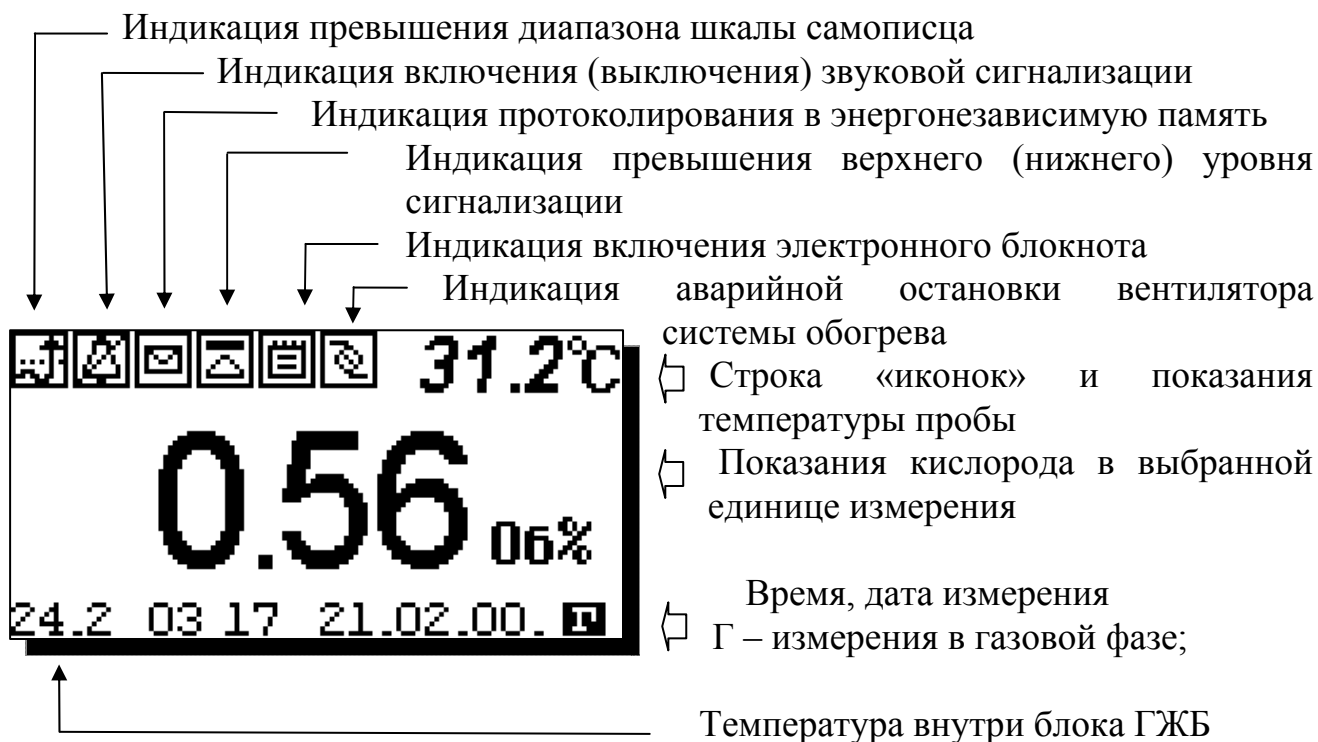 Индикация превышения диапазона шкалы самописца
Индикация включения (выключения) звуковой сигнализации
Индикация протоколирования в энергонезависимую память
Индикация превышения верхнего (нижнего) уровня
сигнализации
Индикация включения электронного блокнота
Индикация аварийной остановки вентилятора
системы обогрева
31.2°C
Строка «иконок» и показания
температуры пробы
0.56 Об%
Показания кислорода в выбранной
единице измерения
24.2 03 17 21.02.00. Г
Время, дата измерения
Г – измерения в газовой фазе;
Температура внутри блока ГЖБ